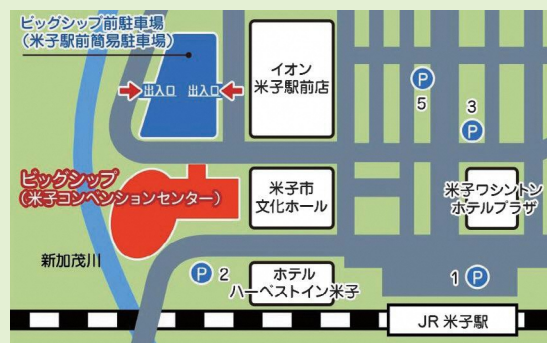 ビッグシップ前駐車場
（米子駅前簡易駐車場）
出入口 出入口
イオン
米子駅前店
P
5
3
P
ビッグシップ
（米子コンベンションセンター）
米子市
文化ホール
米子ワシントン
ホテルプラザ
新加茂川
P 2
ホテル
ハーベストイン米子
1 P
JR 米子駅